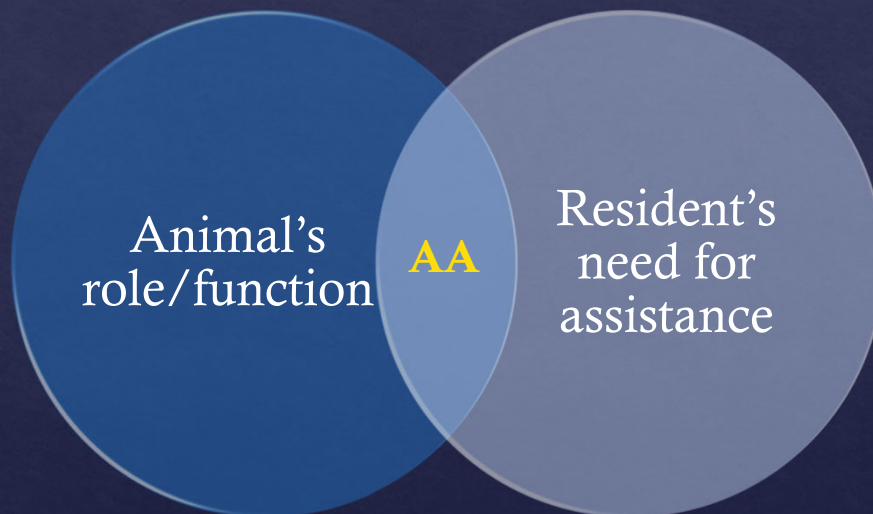 Animal’s
role/function
AA
Resident’s
need for
assistance